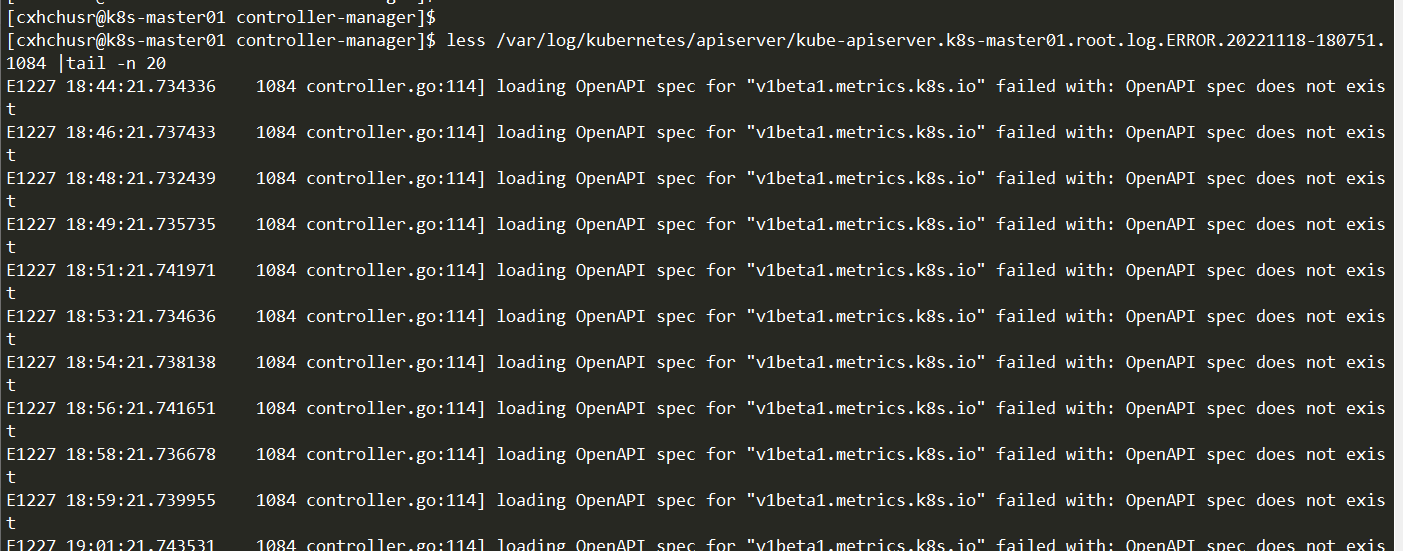 [cxhchusr@k8s-master01 controller-manager]$
[cxhchusr@k8s-master01 controller-manager]$ less /var/log/kubernetes/apiserver/kube-apiserver.k8s-master01.root.log.ERROR.20221118-180751.
1084 |tail -n 20
E1227 18:44:21.734336    1084 controller.go:114] loading OpenAPI spec for "v1beta1.metrics.k8s.io" failed with: OpenAPI spec does not exis
t
E1227 18:46:21.737433    1084 controller.go:114] loading OpenAPI spec for "v1beta1.metrics.k8s.io" failed with: OpenAPI spec does not exis
t
E1227 18:48:21.732439    1084 controller.go:114] loading OpenAPI spec for "v1beta1.metrics.k8s.io" failed with: OpenAPI spec does not exis
t
E1227 18:49:21.735735    1084 controller.go:114] loading OpenAPI spec for "v1beta1.metrics.k8s.io" failed with: OpenAPI spec does not exis
t
E1227 18:51:21.741971    1084 controller.go:114] loading OpenAPI spec for "v1beta1.metrics.k8s.io" failed with: OpenAPI spec does not exis
t
E1227 18:53:21.734636    1084 controller.go:114] loading OpenAPI spec for "v1beta1.metrics.k8s.io" failed with: OpenAPI spec does not exis
t
E1227 18:54:21.738138    1084 controller.go:114] loading OpenAPI spec for "v1beta1.metrics.k8s.io" failed with: OpenAPI spec does not exis
t
E1227 18:56:21.741651    1084 controller.go:114] loading OpenAPI spec for "v1beta1.metrics.k8s.io" failed with: OpenAPI spec does not exis
t
E1227 18:58:21.736678    1084 controller.go:114] loading OpenAPI spec for "v1beta1.metrics.k8s.io" failed with: OpenAPI spec does not exis
t
E1227 18:59:21.739955    1084 controller.go:114] loading OpenAPI spec for "v1beta1.metrics.k8s.io" failed with: OpenAPI spec does not exis
t
E1227 19:01:21.743531    1084 controller.go:114] loading OpenAPI spec for "v1beta1.metrics.k8s.io" failed with: OpenAPI spec does not exis